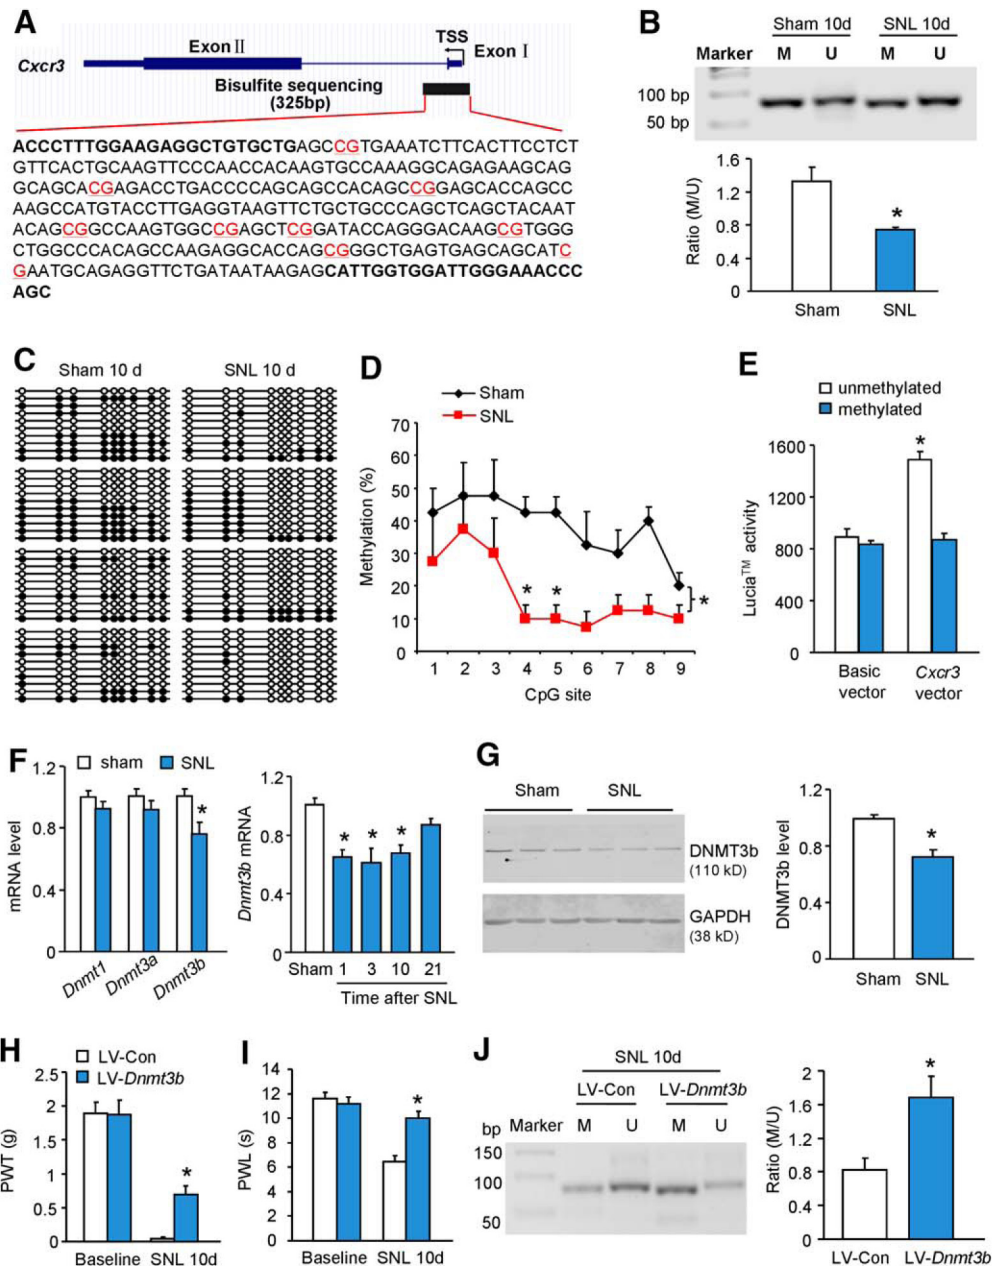 A
Exon II
TSS
Exon I
Cxcr3
Bisulfite sequencing
(325bp)
ACCCTTTGGAAGAGGCTGTGCTGAGCCGTGAAATCTTCACTTCCTCT
GTTCACTGCAAGTTCCCAACCACAAGTGCCAAAGGCAGAGAAGCAG
GCAGCACGAGACCTGACCCCAGCAGCCACAGCCGGAGCACCAGCC
AAGCCATGTACCTTGAGGTAAGTTCTGCTGCCCAGCTCAGCTACAAT
ACAGCGGCCAAGTGGCCGAGCTCGGATACCAGGGACAAGCGTGGG
CTGGCCCACAGCCAAGAGGCACCAGCGGGCTGAGTGAGCAGCATC
GAATGCAGAGGTTCTGATAATAAGAGCATTGGTGGATTGGGAAACCC
AGC
B
Sham 10d SNL 10d
Marker M U M U
100 bp
50 bp
1.6
1.2
0.8
0.4
0
Ratio (M/U)
*
Sham SNL
C
Sham 10 d SNL 10 d
D
Sham
SNL
70
60
50
40
30
20
10
0
Methylation (%)
* * *
1 2 3 4 5 6 7 8 9
CpG site
E
unmethylated
methylated
1600
1200
800
400
0
Lucia™ activity
*
Basic vector
Cxcr3 vector
F
sham SNL
1.2
0.8
0.4
0
mRNA level
*
Dnmt1 Dnmt3a Dnmt3b
1.2
0.8
0.4
0
Dnmt3b mRNA
* * *
Sham 1 3 10 21
Time after SNL
G
Sham SNL
DNMT3b
(110 kD)
GAPDH
(38 kD)
1.2
0.8
0.4
0
DNMT3b level
*
Sham SNL
H
LV-Con
LV-Dnmt3b
2.5
2
1.5
1
0.5
0
PWT (g)
*
Baseline SNL 10d
I
14
12
10
8
6
4
2
0
PWL (s)
*
Baseline SNL 10d
J
SNL 10d
LV-Con LV-Dnmt3b
bp Marker M U M U
150
100
50
2
1.6
1.2
0.8
0.4
0
Ratio (M/U)
*
LV-Con LV-Dnmt3b